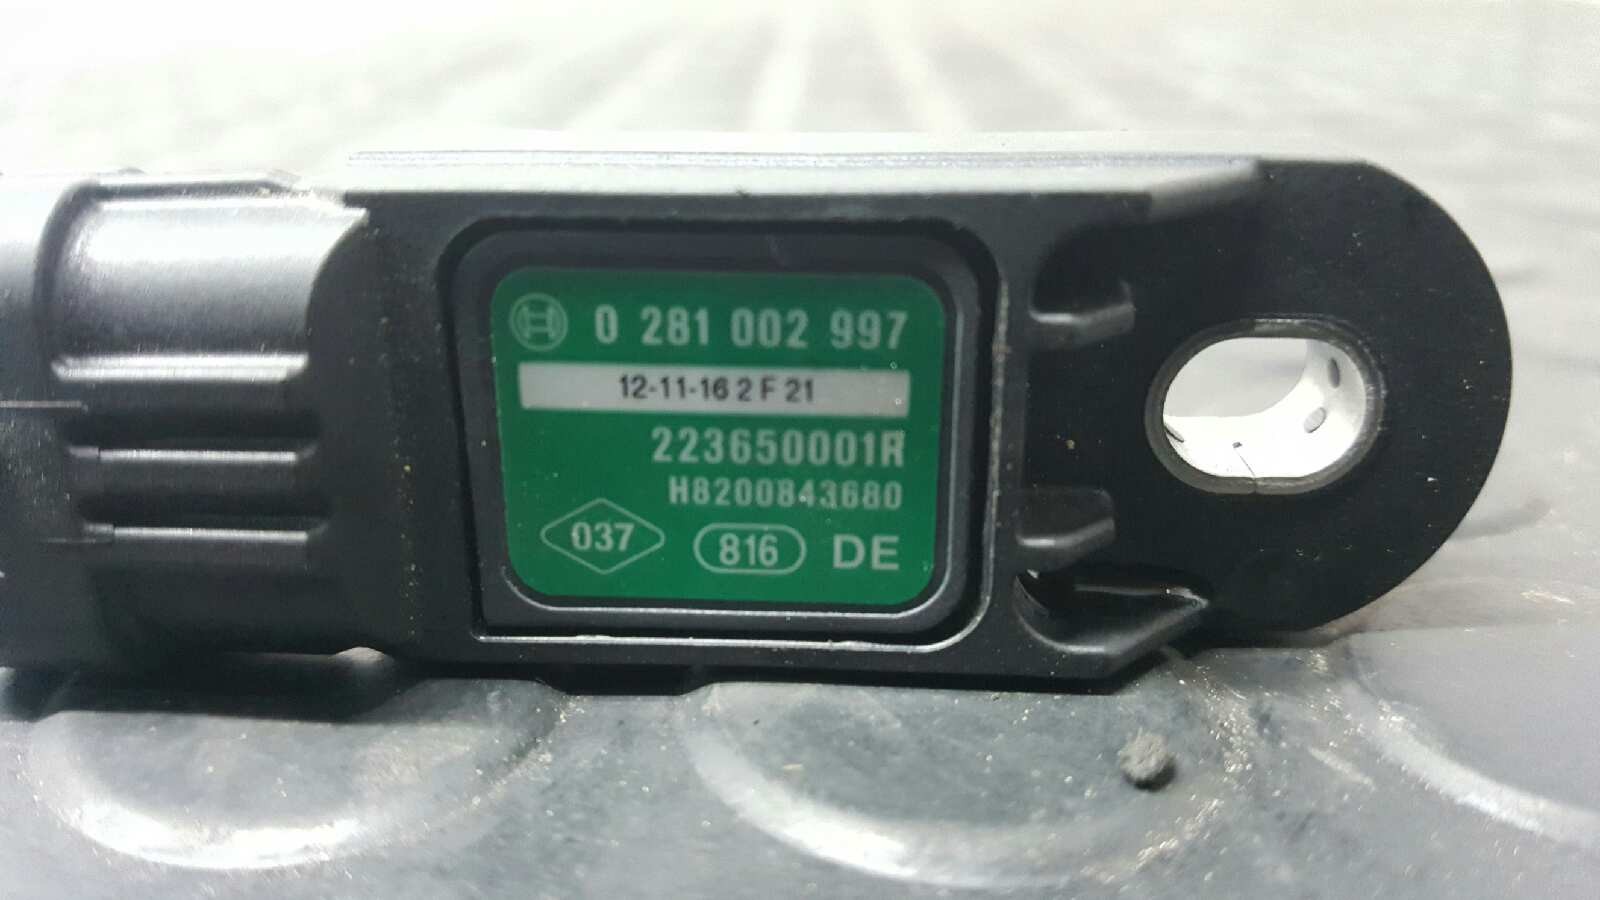 0 281 002 997
12-11-16 2 F 21
223650001R
H8200843680
037 816 DE